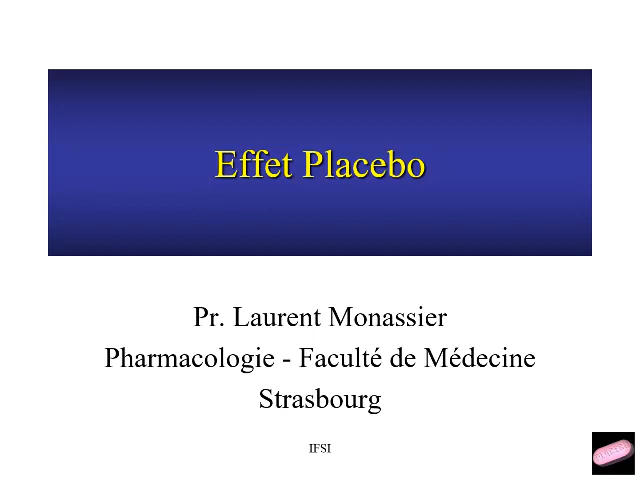 Effet Placebo
Pr. Laurent Monassier
Pharmacologie - Faculté de Médecine
Strasbourg
IFSI